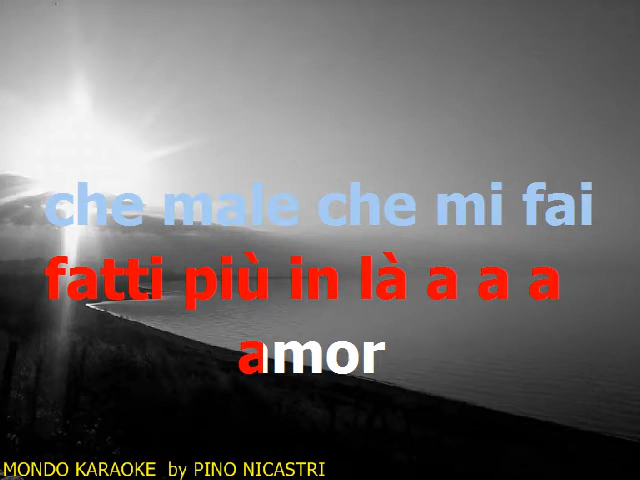 che male che mi fai
fatti più in là a a a
amor
MONDO KARAOKE by PINO NICASTRI